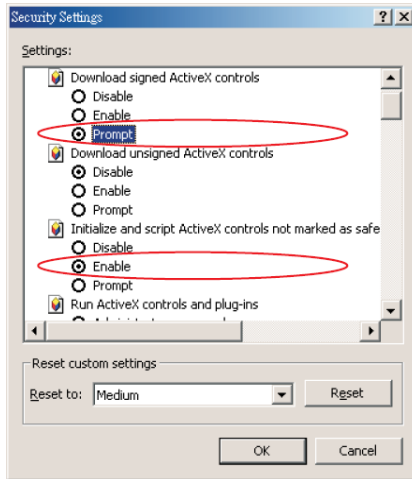 Security Settings
Settings:
Download signed ActiveX controls
Disable
Enable
Prompt
Download unsigned ActiveX controls
Disable
Enable
Prompt
Initialize and script ActiveX controls not marked as safe
Disable
Enable
Prompt
Run ActiveX controls and plug-ins
Reset custom settings
Reset to: Medium Reset
OK Cancel